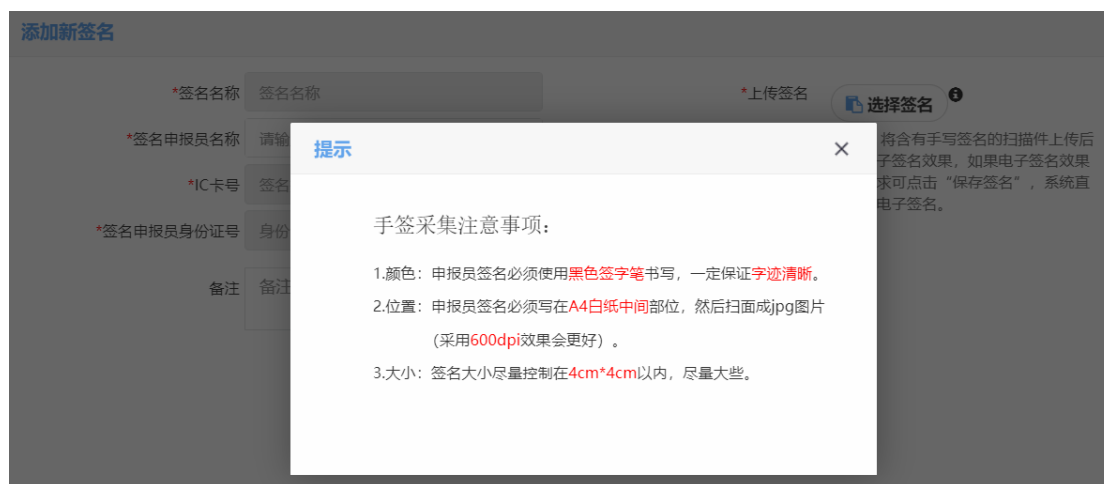 添加新签名
*签名名称
签名名称
*上传签名
选择签名
*签名申报员名称
请输
将含有手写签名的扫描件上传后
子签名效果，如果电子签名效果
求可点击“保存签名”，系统直
电子签名。
*IC卡号
签名
*签名申报员身份证号
身份
备注
备注
提示
手签采集注意事项：
1.颜色：申报员签名必须使用黑色签字笔书写，一定保证字迹清晰。
2.位置：申报员签名必须写在A4白纸中间部位，然后扫面成jpg图片
（采用600dpi效果会更好）。
3.大小：签名大小尽量控制在4cm*4cm以内，尽量大些。